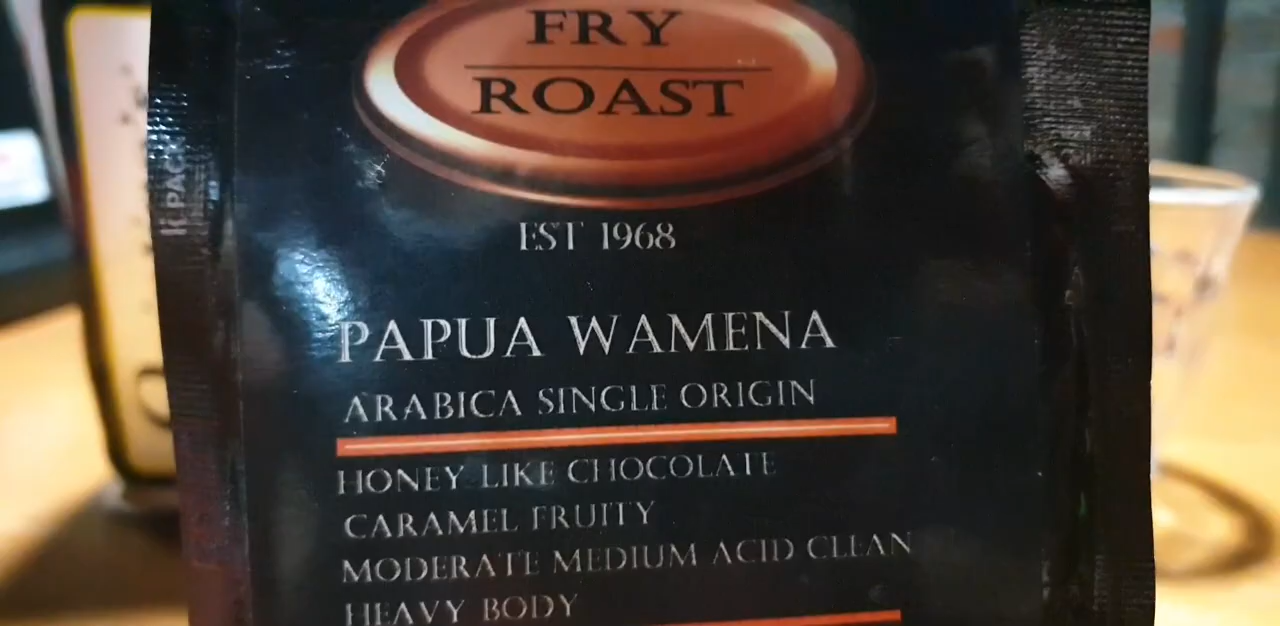 FRY
ROAST
EST 1968
PAPUA WAMENA
ARABICA SINGLE ORIGIN
HONEY LIKE CHOCOLATE
CARAMEL FRUITY
MODERATE MEDIUM ACID CLEAN
HEAVY BODY